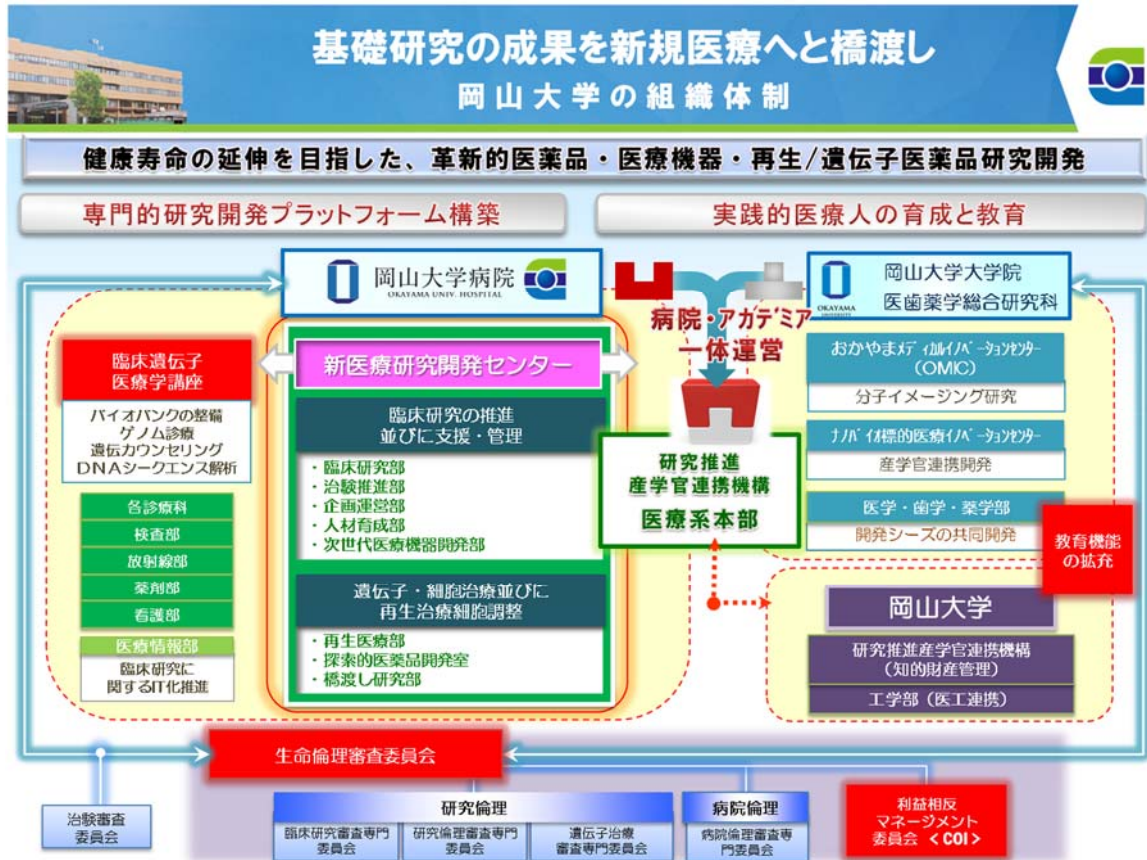 基礎研究の成果を新規医療へと橋渡し
岡山大学の組織体制
健康寿命の延伸を目指した、革新的医薬品・医療機器・再生/遺伝子医薬品研究開発
専門的研究開発プラットフォーム構築
実践的医療人の育成と教育
岡山大学病院
OKAYAMA UNIV. HOSPITAL
病院・アカデミア
一体運営
OKAYAMA
UNIVERSITY
岡山大学大学院
医歯薬学総合研究科
臨床遺伝子
医療学講座
バイオバンクの整備
ゲノム診療
遺伝カウンセリング
DNAシークエンス解析
各診療科
検査部
放射線部
薬剤部
看護部
医療情報部
臨床研究に
関するIT化推進
新医療研究開発センター
臨床研究の推進
並びに支援・管理
・臨床研究部
・治験推進部
・企画運営部
・人材育成部
・次世代医療機器開発部
遺伝子・細胞治療並びに
再生治療細胞調整
・再生医療部
・探索的医薬品開発室
・橋渡し研究部
研究推進
産学官連携機構
医療系本部
おかやまメディカルイノベーションセンター
(OMIC)
分子イメージング研究
ナノバイオ標的医療イノベーションセンター
産学官連携開発
医学・歯学・薬学部
開発シーズの共同開発
教育機能
の拡充
岡山大学
研究推進産学官連携機構
(知的財産管理)
工学部(医工連携)
生命倫理審査委員会
治験審査
委員会
研究倫理
臨床研究審査専門
委員会
研究倫理審査専門
委員会
遺伝子治療
審査専門委員会
病院倫理
病院倫理審査専
門委員会
利益相反
マネージメント
委員会 <COI>